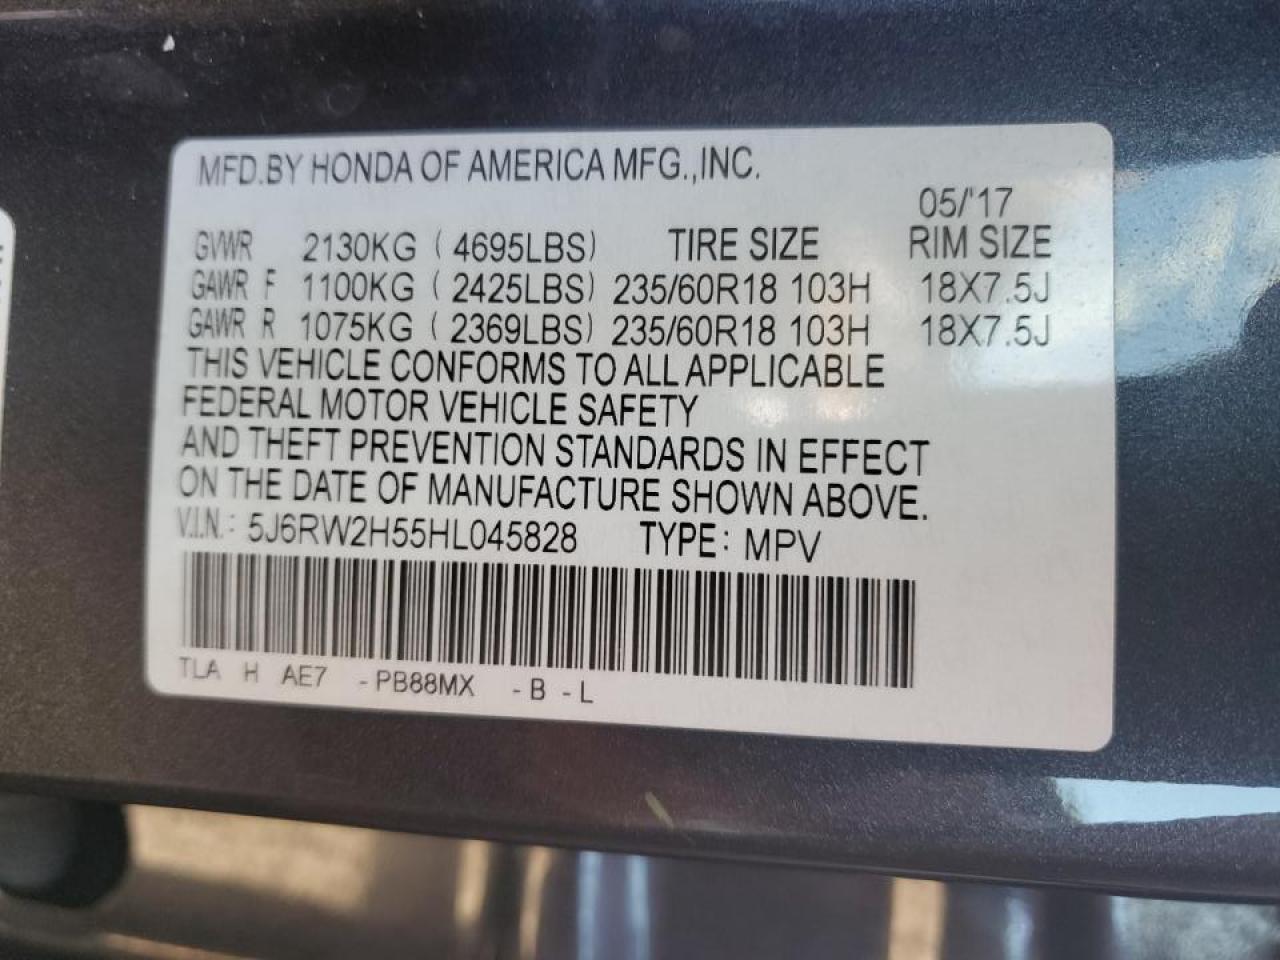 MFD.BY HONDA OF AMERICA MFG.,INC.
05/'17
GVWR 2130KG ( 4695LBS) TIRE SIZE RIM SIZE
GAWR F 1100KG ( 2425LBS) 235/60R18 103H 18X7.5J
GAWR R 1075KG ( 2369LBS) 235/60R18 103H 18X7.5J
THIS VEHICLE CONFORMS TO ALL APPLICABLE
FEDERAL MOTOR VEHICLE SAFETY
AND THEFT PREVENTION STANDARDS IN EFFECT
ON THE DATE OF MANUFACTURE SHOWN ABOVE.
V.I.N.: 5J6RW2H55HL045828 TYPE: MPV
TLA H AE7 -PB88MX -B -L